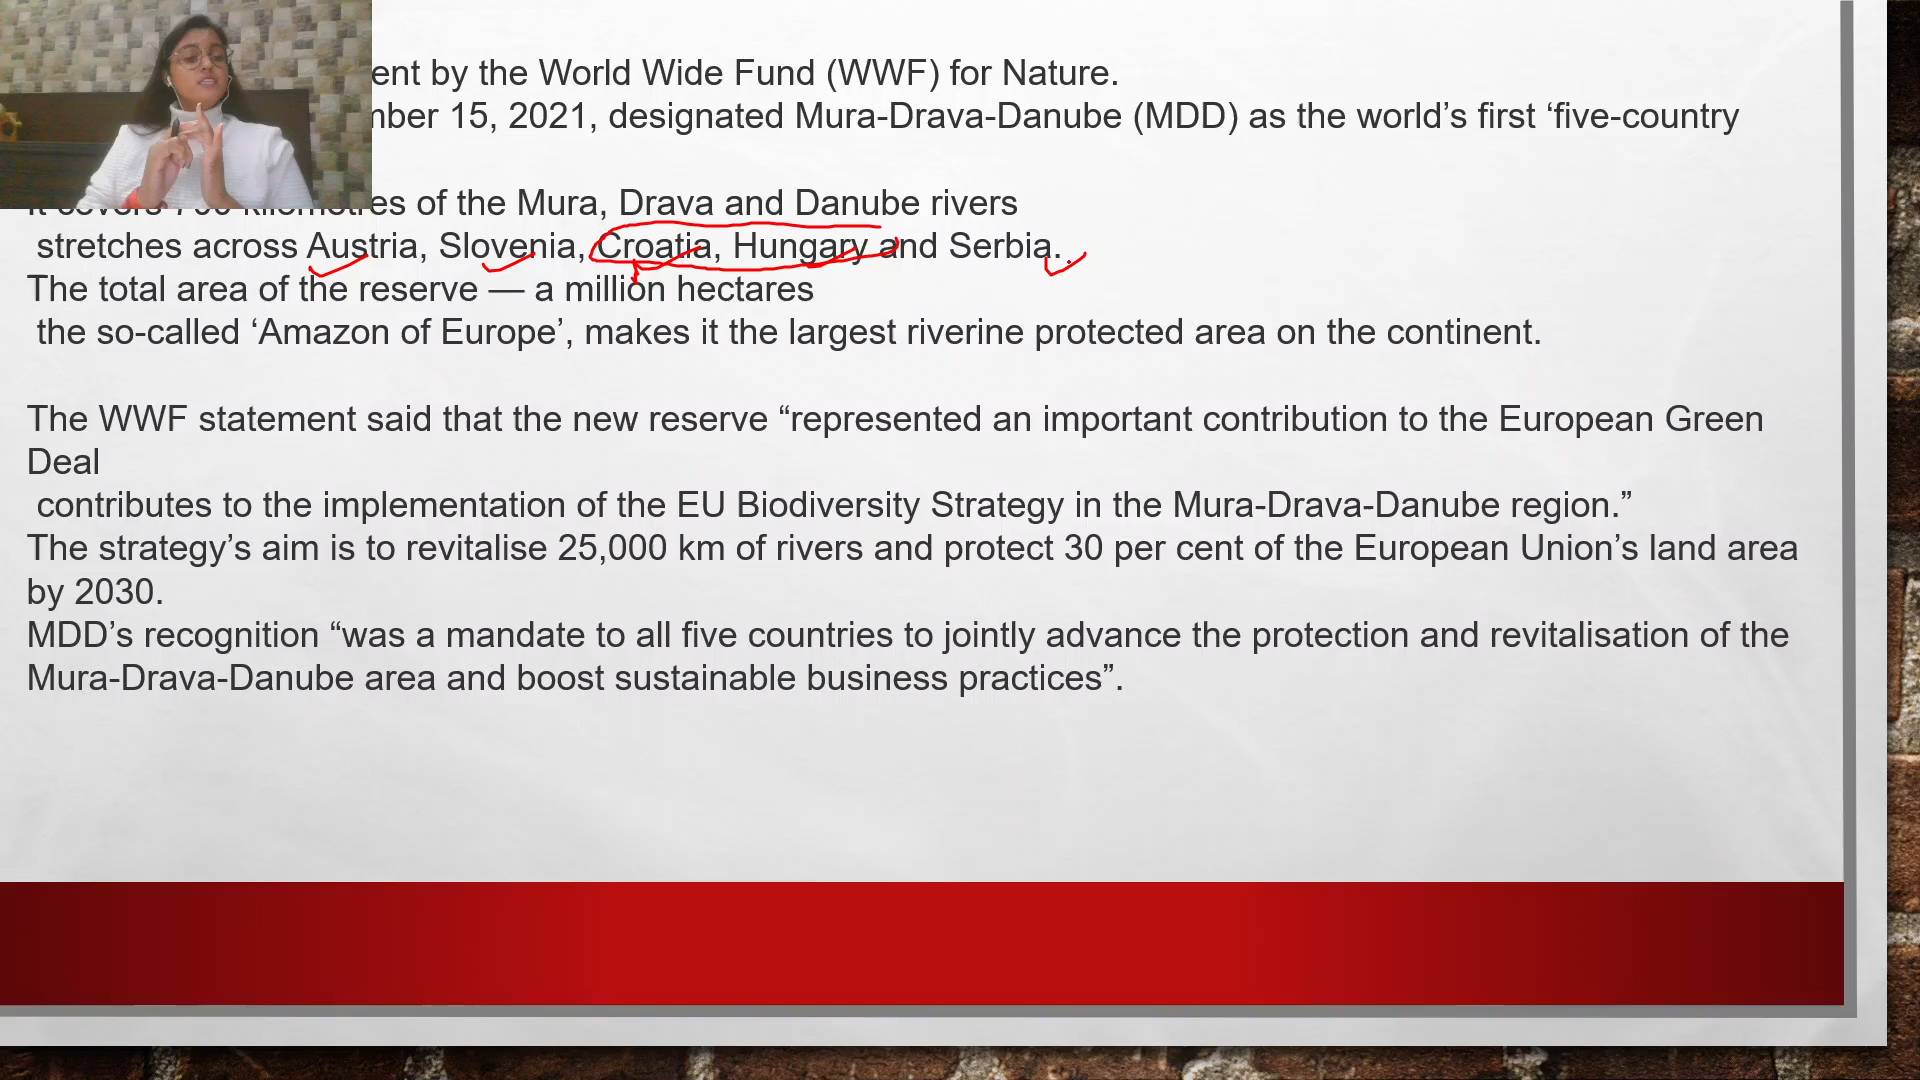 ent by the World Wide Fund (WWF) for Nature.
mber 15, 2021, designated Mura-Drava-Danube (MDD) as the world’s first ‘five-country
It covers 700 kilometres of the Mura, Drava and Danube rivers
stretches across Austria, Slovenia, Croatia, Hungary and Serbia.
The total area of the reserve — a million hectares
the so-called ‘Amazon of Europe’, makes it the largest riverine protected area on the continent.
The WWF statement said that the new reserve “represented an important contribution to the European Green
Deal
contributes to the implementation of the EU Biodiversity Strategy in the Mura-Drava-Danube region.”
The strategy’s aim is to revitalise 25,000 km of rivers and protect 30 per cent of the European Union’s land area
by 2030.
MDD’s recognition “was a mandate to all five countries to jointly advance the protection and revitalisation of the
Mura-Drava-Danube area and boost sustainable business practices”.